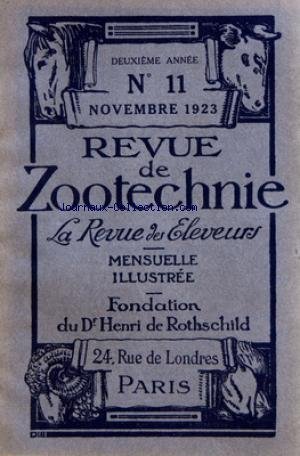 DEUXIÈME ANNÉE
N° 11
NOVEMBRE 1923
REVUE
de
Zootechnie
Journaux-Collection.com
La Revue des Eleveurs
MENSUELLE
ILLUSTRÉE
Fondation
du Dr Henri de Rothschild
24, Rue de Londres
PARIS